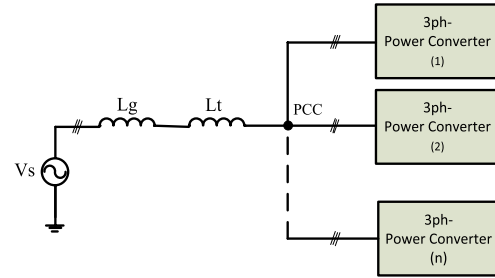 3ph-
Power Converter
(1)
Lg
Lt
PCC
3ph-
Power Converter
(2)
Vs
3ph-
Power Converter
(n)